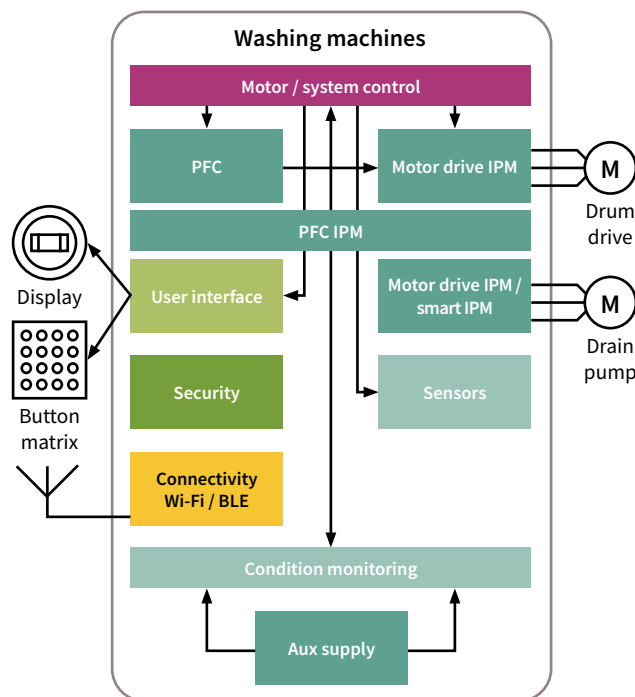 Washing machines
Motor / system control
PFC
Motor drive IPM
M
Drum
drive
PFC IPM
Display
User interface
Motor drive IPM /
smart IPM
M
Drain
pump
Button
matrix
Security
Sensors
Connectivity
Wi-Fi / BLE
Condition monitoring
Aux supply